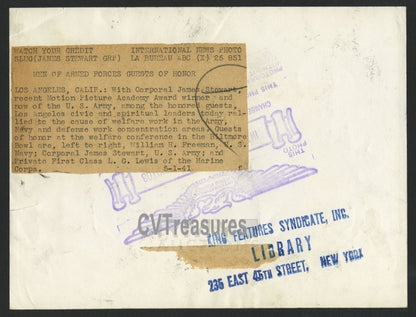 WATCH YOUR CREDIT INTERNATIONAL NEWS PHOTO
SLUG(JAMES STEWART GRP) LA BUREAU ABC (X) 25 851
MEN OF ARMED FORCES GUESTS OF HONOR
LOS ANGELES, CALIF.: With Corporal James Stewart,
recent Motion Picture Academy Award winner and
now of the U. S. Army, among the honored guests,
Los Angeles civic and spiritual leaders today ral-
lied to the cause of welfare work in the Army,
Navy and defense work concentration areas. Guests
of honor at the welfare conference in the Biltmore
Bowl are, left to right, William H. Freeman, U. S.
Navy; Corporal James Stewart, U. S. Army; and
Private First Class L. G. Lewis of the Marine
Corps. 8-1-41
THIS
PHOTO
CVTreasures
KING FEATURES SYNDICATE, INC.
LIBRARY
235 EAST 45TH STREET, NEW YORK